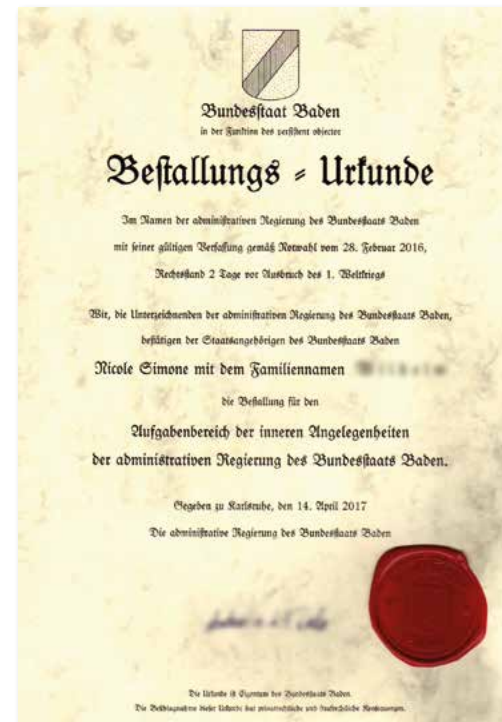 Bundesstaat Baden
in der Funktion des persistent objector
Bestallungs - Urkunde
Im Namen der administrativen Regierung des Bundesstaats Baden
mit seiner gültigen Verfassung gemäß Notwahl vom 28. Februar 2016,
Rechtsstand 2 Tage vor Ausbruch des 1. Weltkriegs
Wir, die Unterzeichnenden der administrativen Regierung des Bundesstaats Baden,
bestätigen der Staatsangehörigen des Bundesstaats Baden
Nicole Simone mit dem Familiennamen
die Bestallung für den
Aufgabenbereich der inneren Angelegenheiten
der administrativen Regierung des Bundesstaats Baden.
Gegeben zu Karlsruhe, den 14. April 2017
Die administrative Regierung des Bundesstaats Baden
Die Urkunde ist Eigentum des Bundesstaats Baden.
Die Beschlagnahme dieser Urkunde hat privatrechtliche und strafrechtliche Konsequenzen.